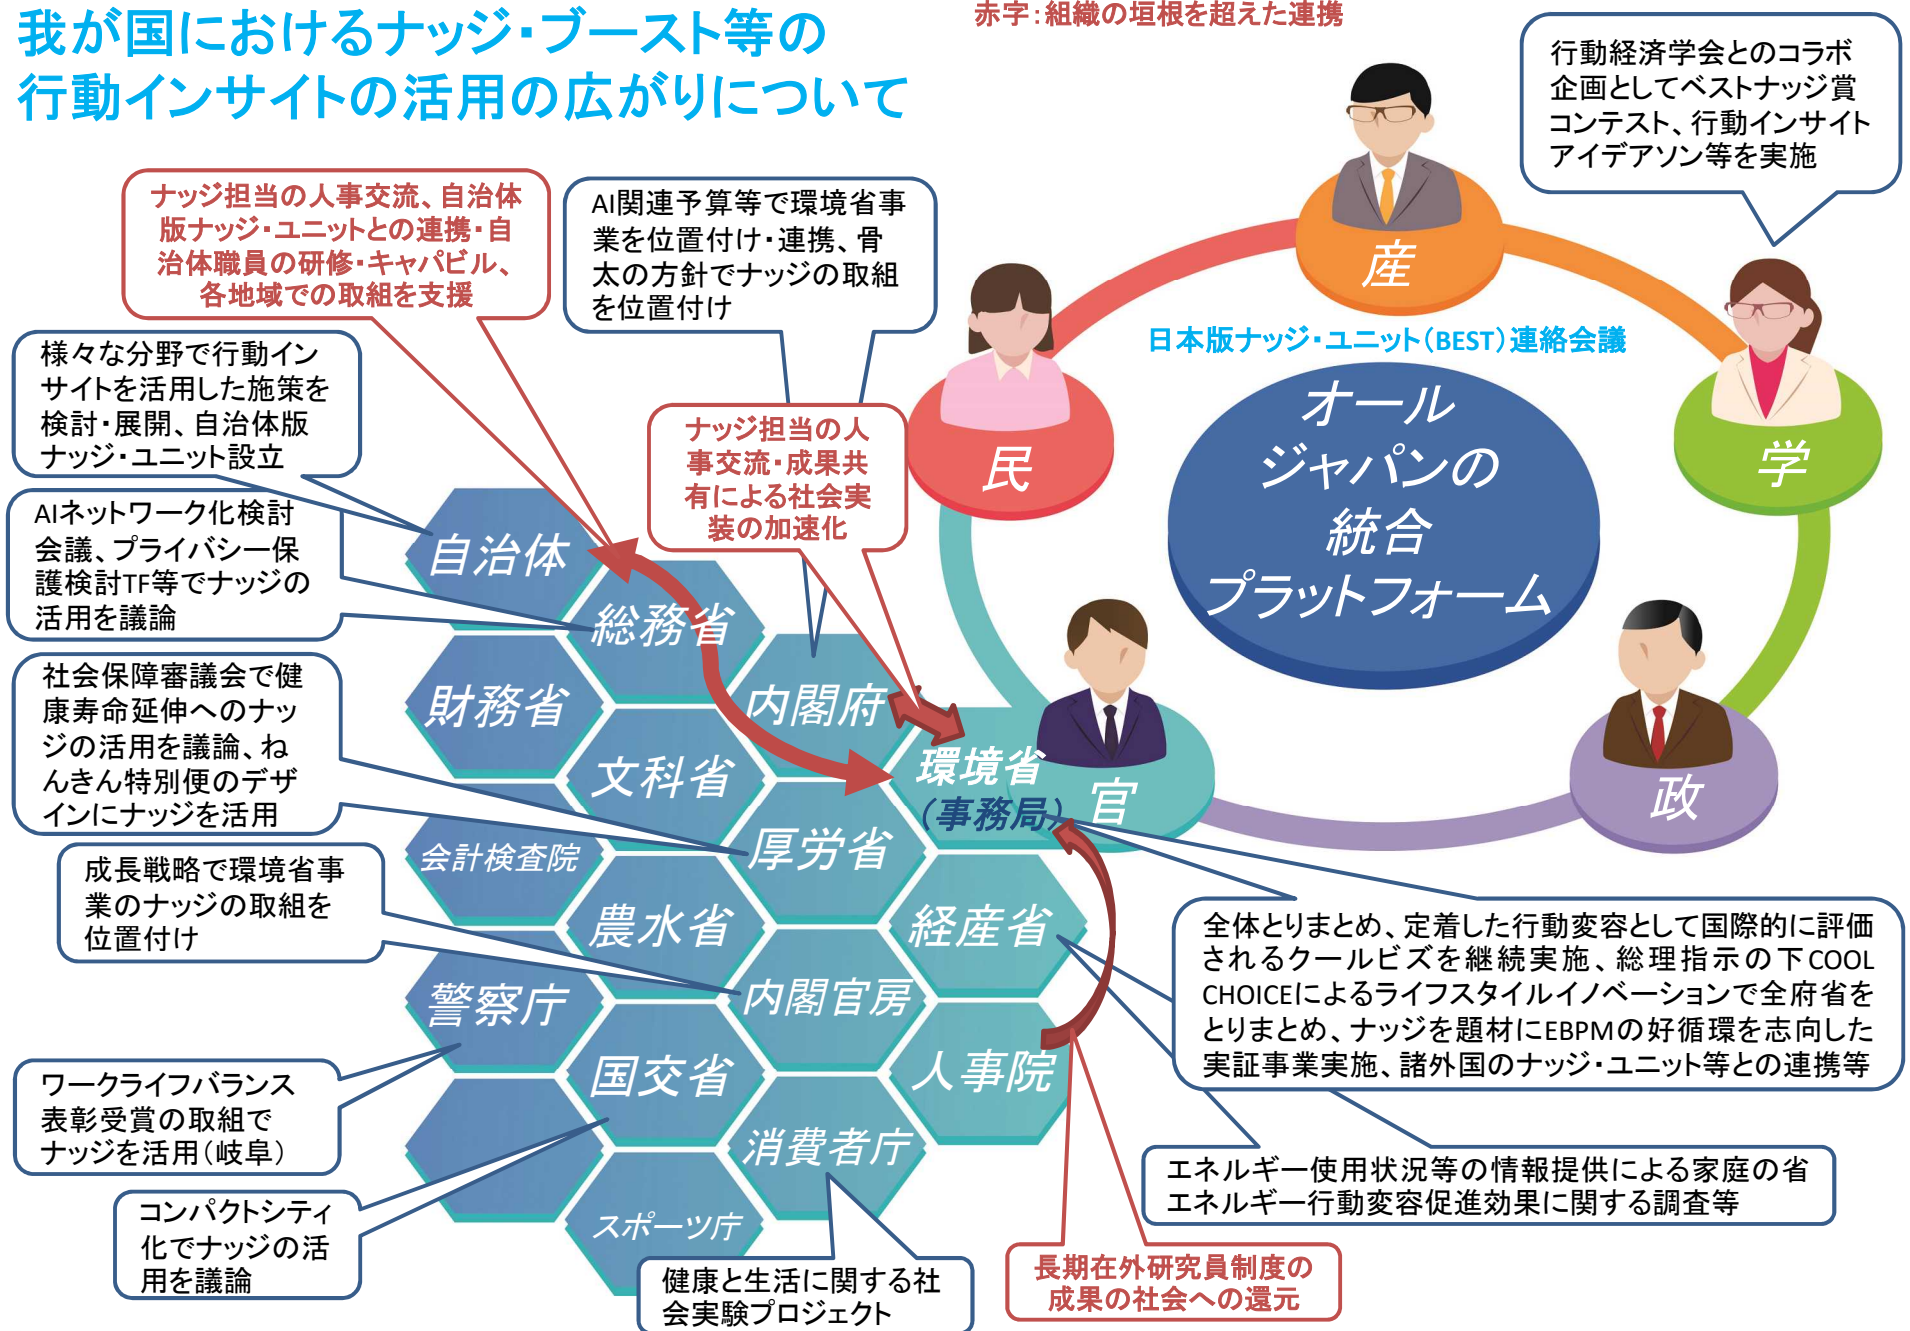 我が国におけるナッジ・ブースト等の
行動インサイトの活用の広がりについて
赤字：組織の垣根を超えた連携
行動経済学会とのコラボ
企画としてベストナッジ賞
コンテスト、行動インサイト
アイデアソン等を実施
ナッジ担当の人事交流、自治体
版ナッジ・ユニットとの連携・自
治体職員の研修・キャパビル、
各地域での取組を支援
AI関連予算等で環境省事
業を位置付け・連携、骨
太の方針でナッジの取組
を位置付け
様々な分野で行動イン
サイトを活用した施策を
検討・展開、自治体版
ナッジ・ユニット設立
ナッジ担当の人
事交流・成果共
有による社会実
装の加速化
AIネットワーク化検討
会議、プライバシー保
護検討TF等でナッジの
活用を議論
社会保障審議会で健
康寿命延伸へのナッ
ジの活用を議論、ね
んきん特別便のデザ
インにナッジを活用
成長戦略で環境省事
業のナッジの取組を
位置付け
ワークライフバランス
表彰受賞の取組で
ナッジを活用（岐阜）
コンパクトシティ
化でナッジの活
用を議論
産
民
学
官
政
日本版ナッジ・ユニット（BEST）連絡会議
オール
ジャパンの
統合
プラットフォーム
自治体
総務省
財務省
内閣府
文科省
環境省
（事務局）
厚労省
会計検査院
農水省
経産省
内閣官房
警察庁
国交省
人事院
消費者庁
スポーツ庁
全体とりまとめ、定着した行動変容として国際的に評価
されるクールビズを継続実施、総理指示の下COOL
CHOICEによるライフスタイルイノベーションで全府省を
とりまとめ、ナッジを題材にEBPMの好循環を志向した
実証事業実施、諸外国のナッジ・ユニット等との連携等
エネルギー使用状況等の情報提供による家庭の省
エネルギー行動変容促進効果に関する調査等
長期在外研究員制度の
成果の社会への還元
健康と生活に関する社
会実験プロジェクト